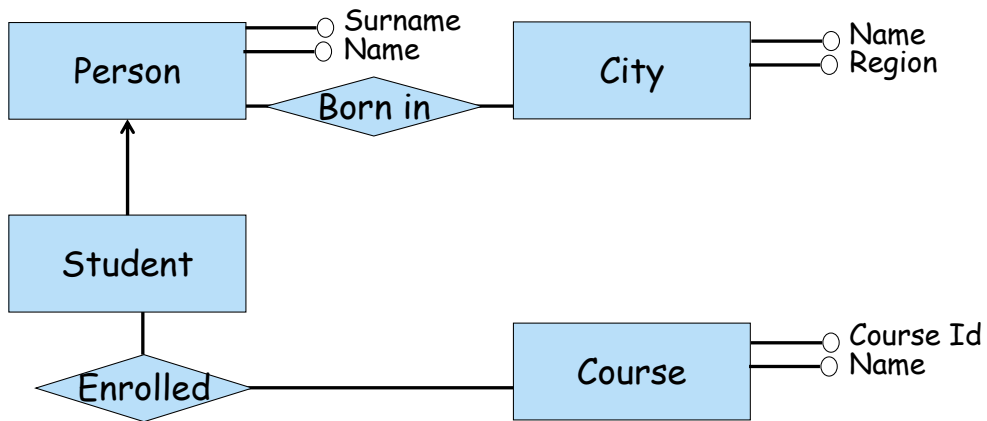 Surname
Name
Person
Born in
City
Name
Region
Student
Enrolled
Course
Course Id
Name